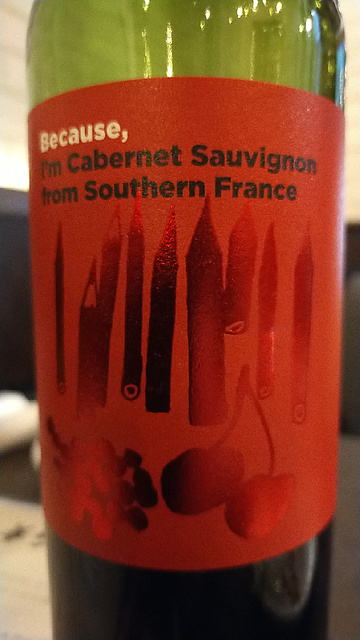 Because,
I'm Cabernet Sauvignon
from Southern France